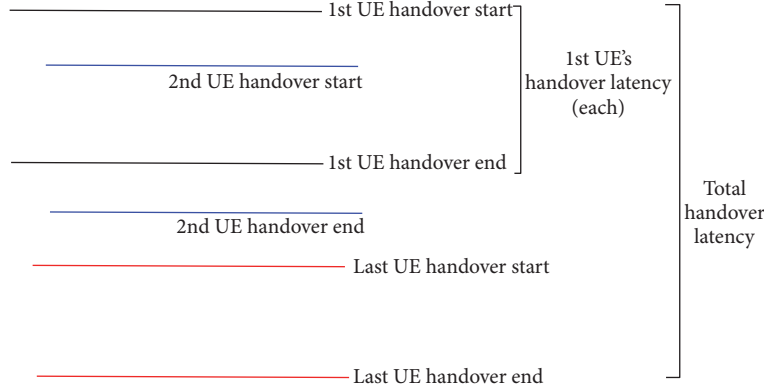 1st UE handover start
2nd UE handover start
1st UE's
handover latency
(each)
1st UE handover end
2nd UE handover end
Total
handover
latency
Last UE handover start
Last UE handover end